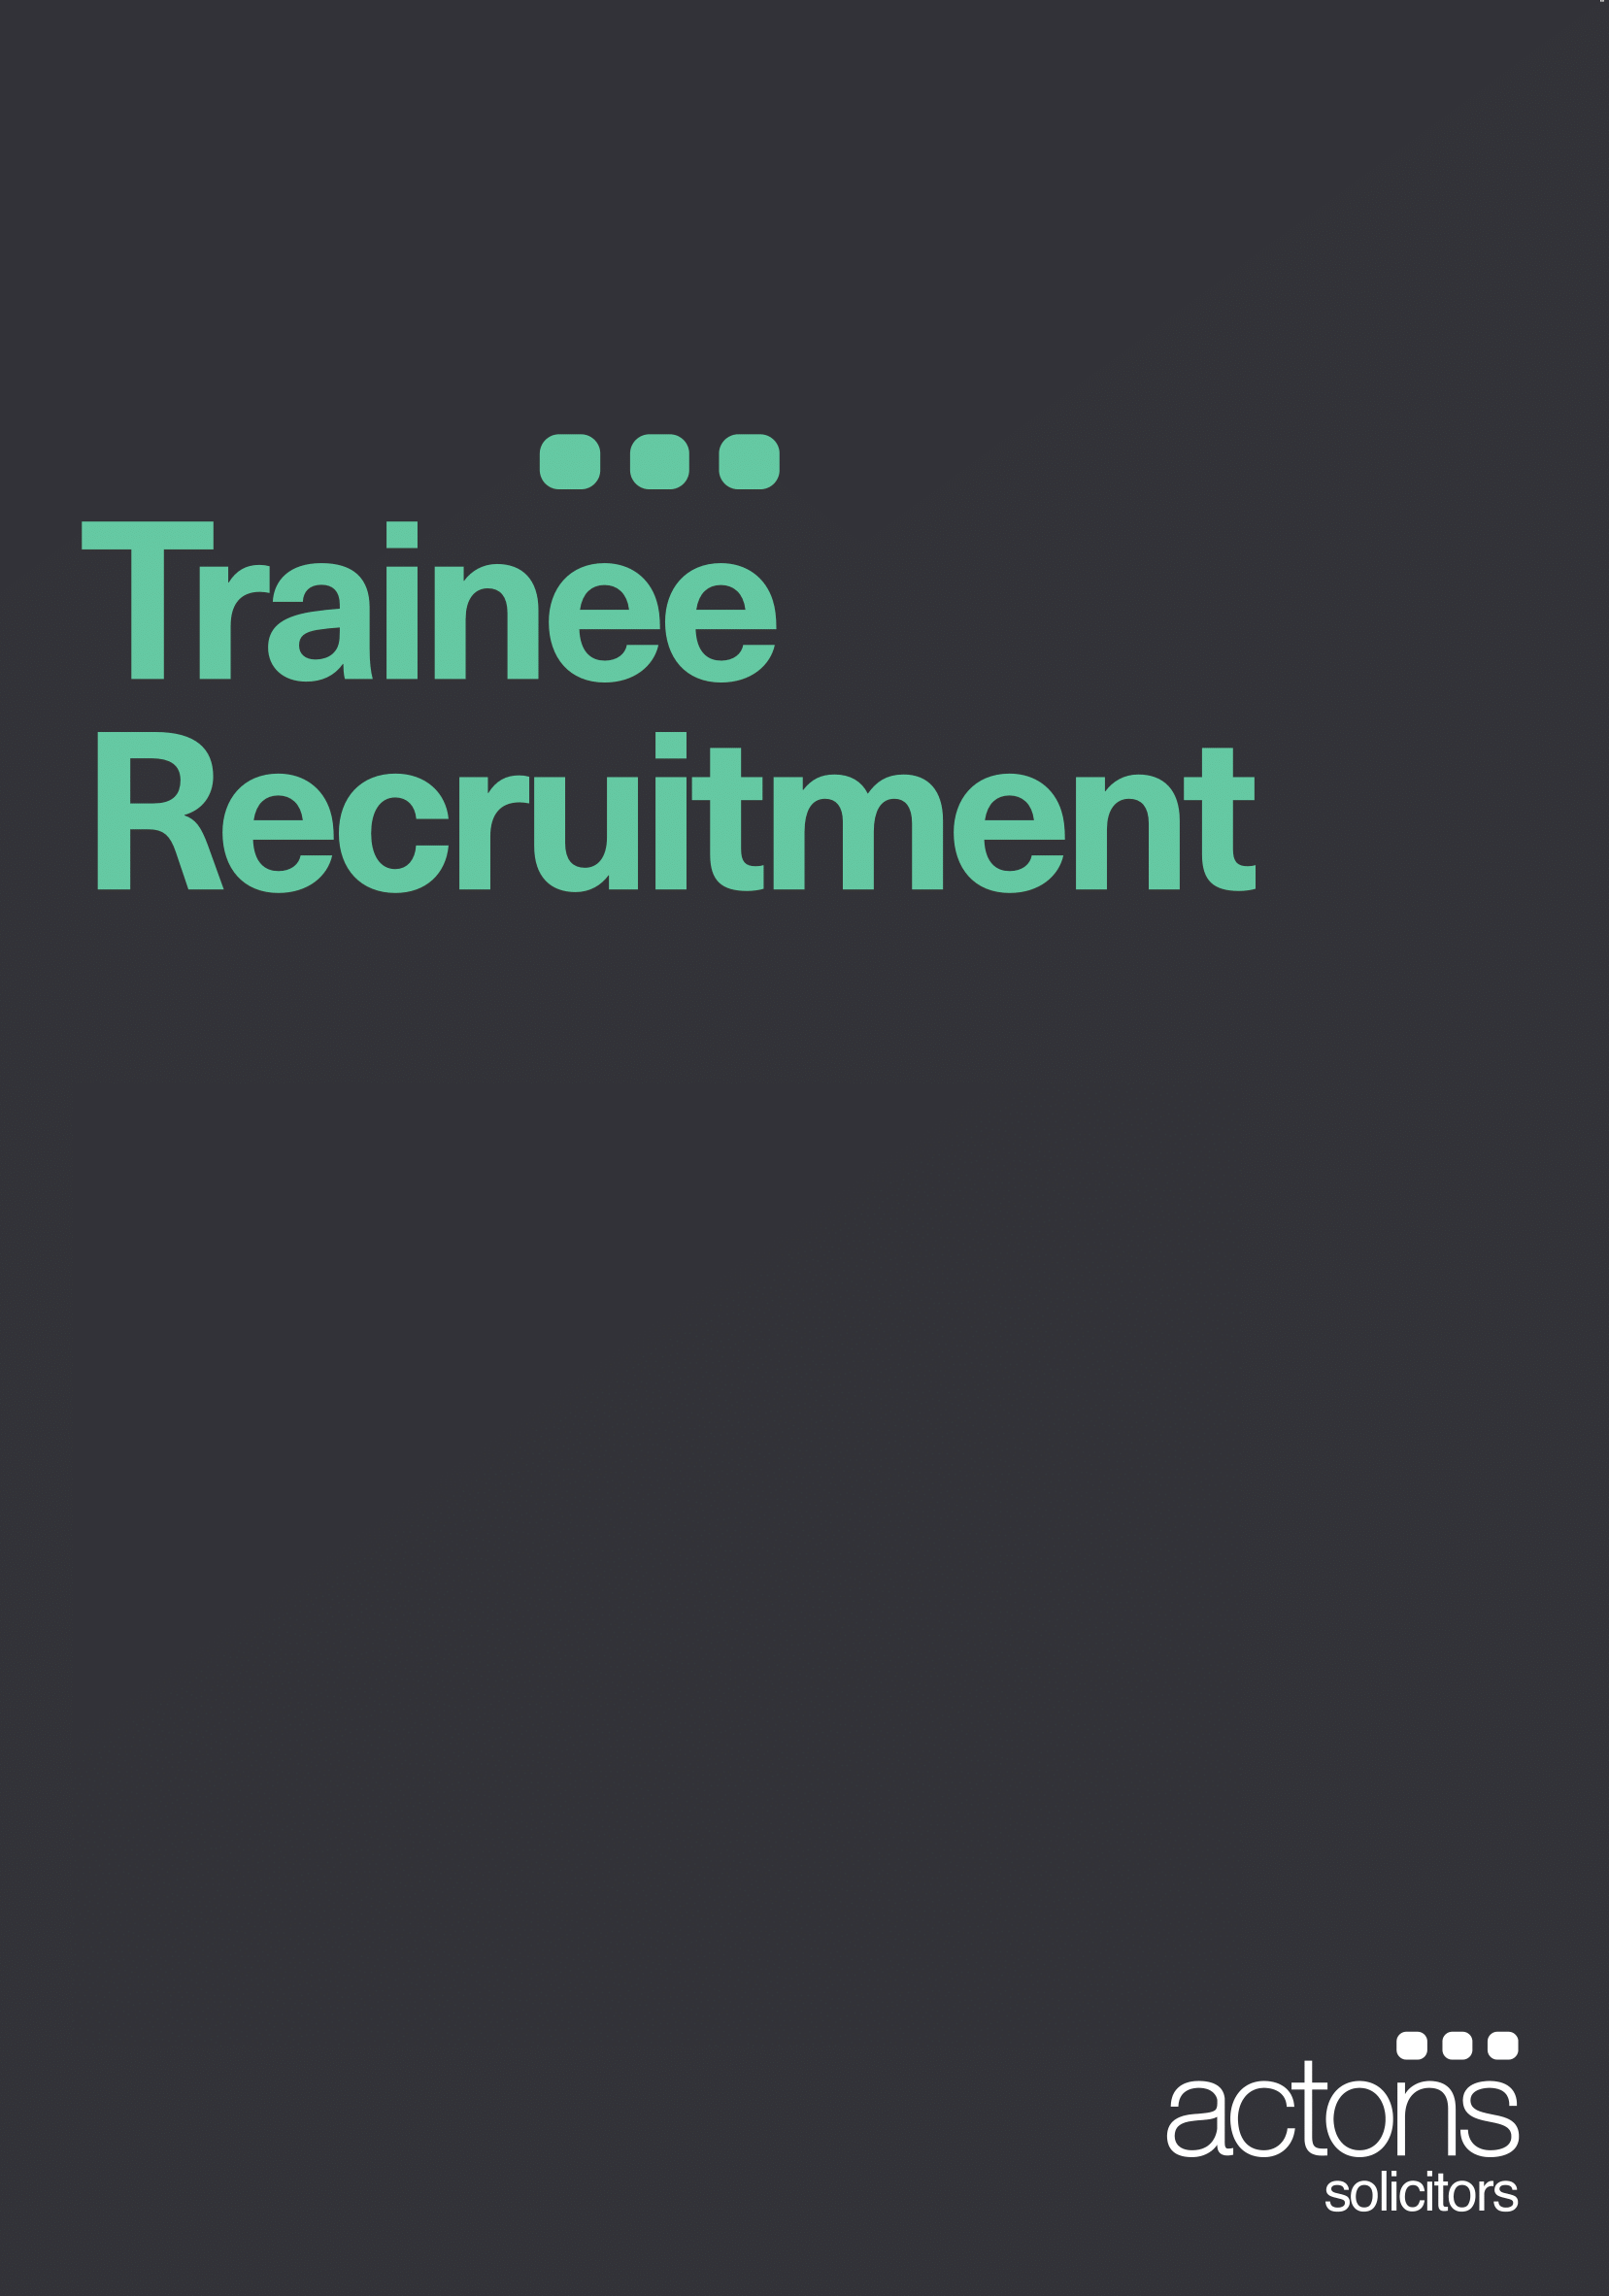 Trainee
Recruitment
actons
solicitors